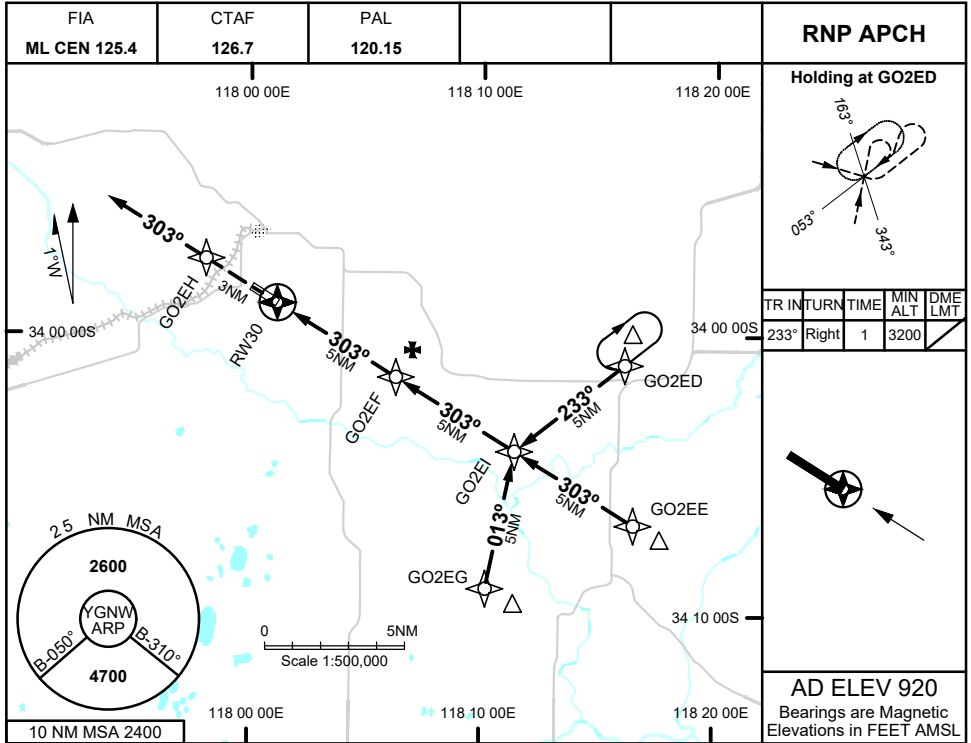 FIA
ML CEN 125.4
CTAF
126.7
PAL
120.15
RNP APCH
118 00 00E
118 10 00E
118 20 00E
Holding at GO2ED
163°
053°
343°
TR IN TURN TIME MIN ALT DME LMT
233° Right 1 3200
303°
1°W
GO2EH
3NM
RW30
34 00 00S
34 00 00S
303°
5NM
GO2EF
GO2ED
233°
5NM
303°
5NM
GO2EI
303°
5NM
GO2EE
013°
5NM
GO2EG
34 10 00S
25 NM MSA
2600
YGNW
ARP
B-050°
B-310°
4700
0 5NM
Scale 1:500,000
118 00 00E
118 10 00E
118 20 00E
10 NM MSA 2400
AD ELEV 920
Bearings are Magnetic
Elevations in FEET AMSL